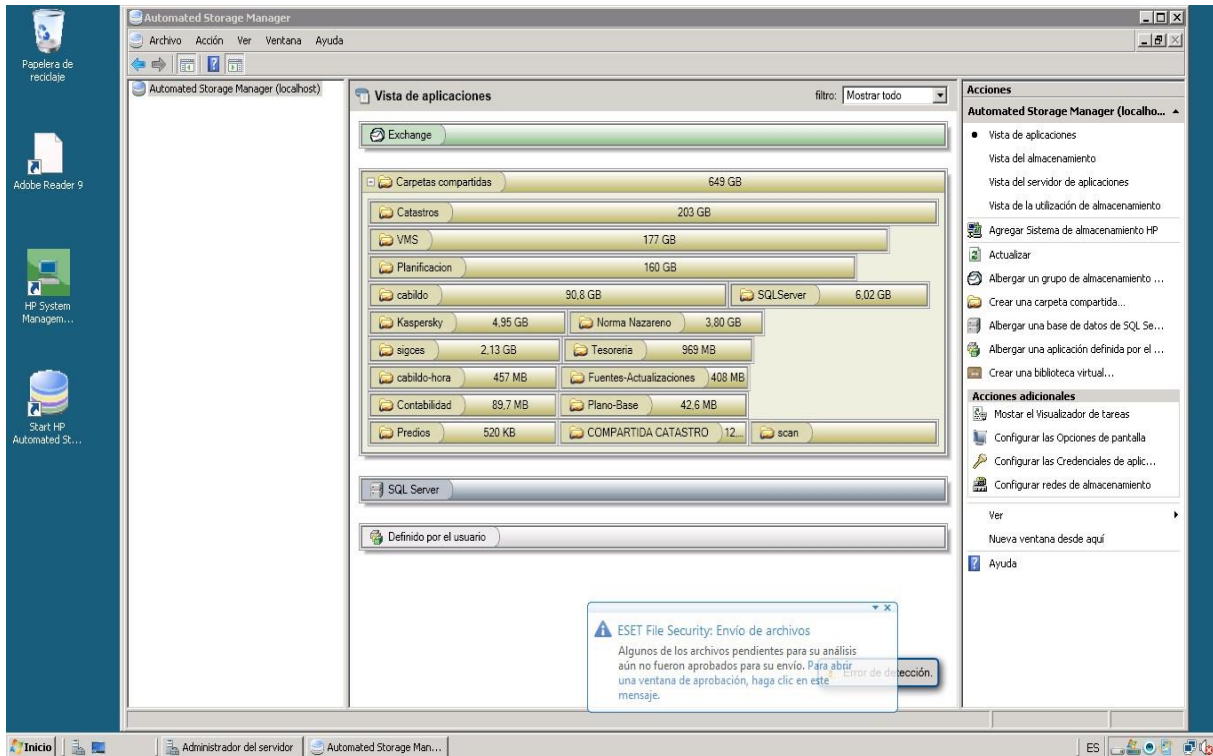 Papelera de
reciclaje
Adobe Reader 9
HP System
Managem...
Start HP
Automated St...
Automated Storage Manager
Archivo Acción Ver Ventana Ayuda
Automated Storage Manager (localhost)
Vista de aplicaciones
filtro: Mostrar todo
Exchange
Carpetas compartidas 649 GB
Catastros 203 GB
VMS 177 GB
Planificacion 160 GB
cabildo 90,8 GB SQLServer 6,02 GB
Kaspersky 4,95 GB Norma Nazareno 3,80 GB
sigces 2,13 GB Tesoreria 969 MB
cabildo-hora 457 MB Fuentes-Actualizaciones 408 MB
Contabilidad 89,7 MB Plano-Base 42,6 MB
Predios 520 KB COMPARTIDA CATASTRO 12... scan
SQL Server
Definido por el usuario
Acciones
Automated Storage Manager (localho...
Vista de aplicaciones
Vista del almacenamiento
Vista del servidor de aplicaciones
Vista de la utilización de almacenamiento
Agregar Sistema de almacenamiento HP
Actualizar
Albergar un grupo de almacenamiento ...
Crear una carpeta compartida...
Albergar una base de datos de SQL Se...
Albergar una aplicación definida por el ...
Crear una biblioteca virtual...
Acciones adicionales
Mostar el Visualizador de tareas
Configurar las Opciones de pantalla
Configurar las Credenciales de aplic...
Configurar redes de almacenamiento
Ver
Nueva ventana desde aquí
Ayuda
ESET File Security: Envío de archivos
Algunos de los archivos pendientes para su análisis
aún no fueron aprobados para su envío. Para abrir
una ventana de aprobación, haga clic en este
mensaje.
Error de detección.
Inicio
Administrador del servidor
Automated Storage Man...
ES